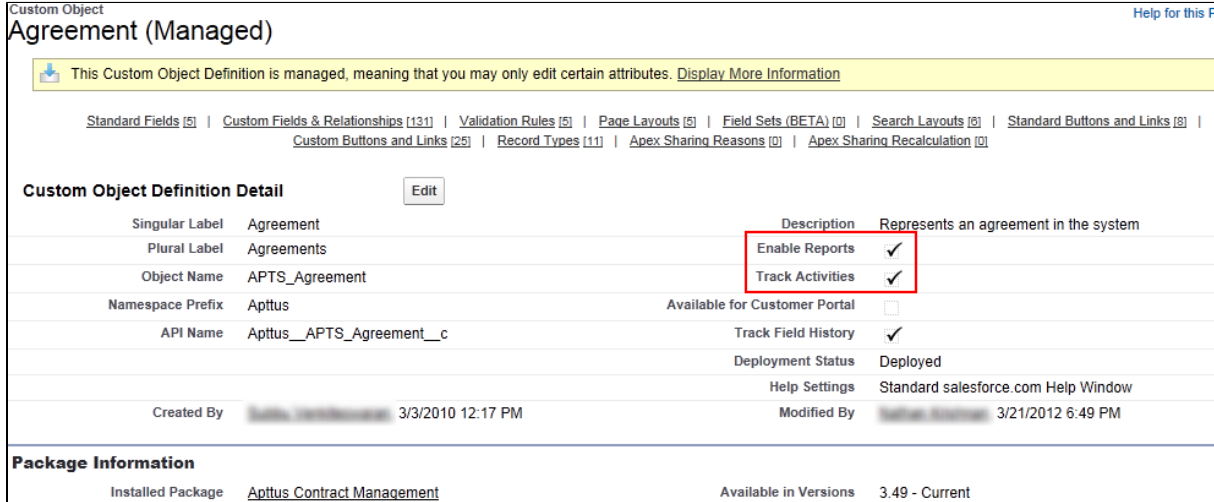 Custom Object
Help for this
Agreement (Managed)
This Custom Object Definition is managed, meaning that you may only edit certain attributes. Display More Information
Standard Fields [5] | Custom Fields & Relationships [131] | Validation Rules [5] | Page Layouts [5] | Field Sets (BETA) [0] | Search Layouts [6] | Standard Buttons and Links [8] |
Custom Buttons and Links [25] | Record Types [11] | Apex Sharing Reasons [0] | Apex Sharing Recalculation [0]
Custom Object Definition Detail Edit
Singular Label Agreement Description Represents an agreement in the system
Plural Label Agreements Enable Reports ✓
Object Name APTS_Agreement Track Activities ✓
Namespace Prefix Apttus Available for Customer Portal
API Name Apttus__APTS_Agreement__c Track Field History ✓
Deployment Status Deployed
Help Settings Standard salesforce.com Help Window
Created By 3/3/2010 12:17 PM Modified By 3/21/2012 6:49 PM
Package Information
Installed Package Apttus Contract Management Available in Versions 3.49 - Current